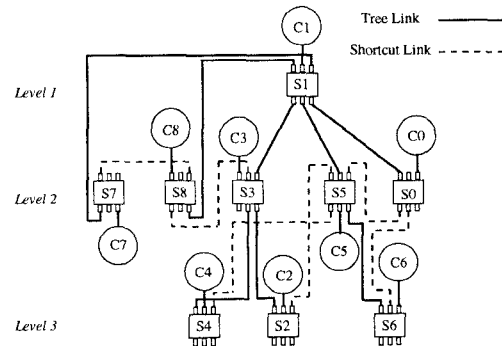 C1
Tree Link
Shortcut Link
Level 1
S1
C8
C3
C0
Level 2
S7
S8
S3
S5
S0
C7
C5
C4
C2
C6
Level 3
S4
S2
S6